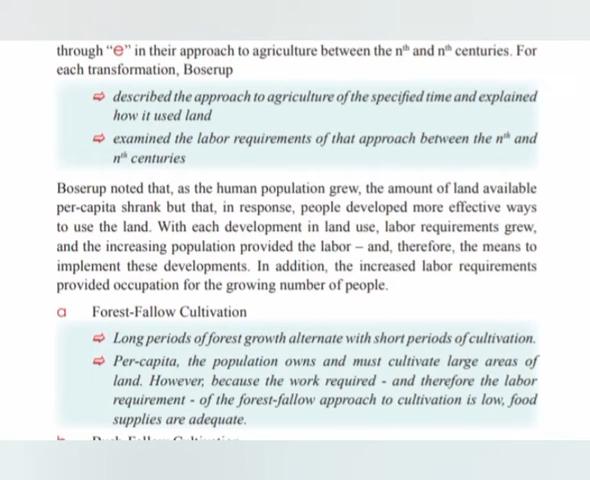 through “e” in their approach to agriculture between the nth and nth centuries. For
each transformation, Boserup
⇨ described the approach to agriculture of the specified time and explained
how it used land
⇨ examined the labor requirements of that approach between the nth and
nth centuries
Boserup noted that, as the human population grew, the amount of land available
per-capita shrank but that, in response, people developed more effective ways
to use the land. With each development in land use, labor requirements grew,
and the increasing population provided the labor – and, therefore, the means to
implement these developments. In addition, the increased labor requirements
provided occupation for the growing number of people.
a Forest-Fallow Cultivation
⇨ Long periods of forest growth alternate with short periods of cultivation.
⇨ Per-capita, the population owns and must cultivate large areas of
land. However, because the work required - and therefore the labor
requirement - of the forest-fallow approach to cultivation is low, food
supplies are adequate.